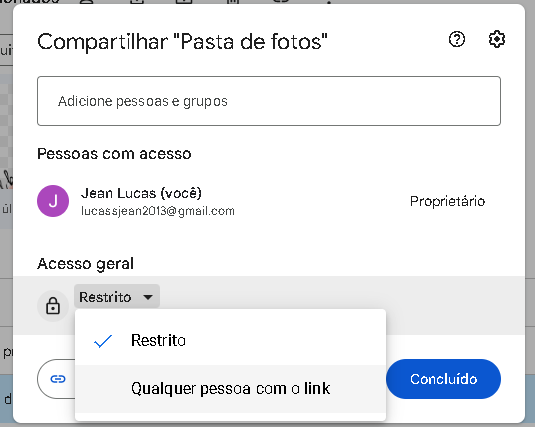 Compartilhar "Pasta de fotos"
Adicione pessoas e grupos
Pessoas com acesso
J
Jean Lucas (você)
lucassjean2013@gmail.com
Proprietário
Acesso geral
Restrito
Restrito
Qualquer pessoa com o link
Concluído